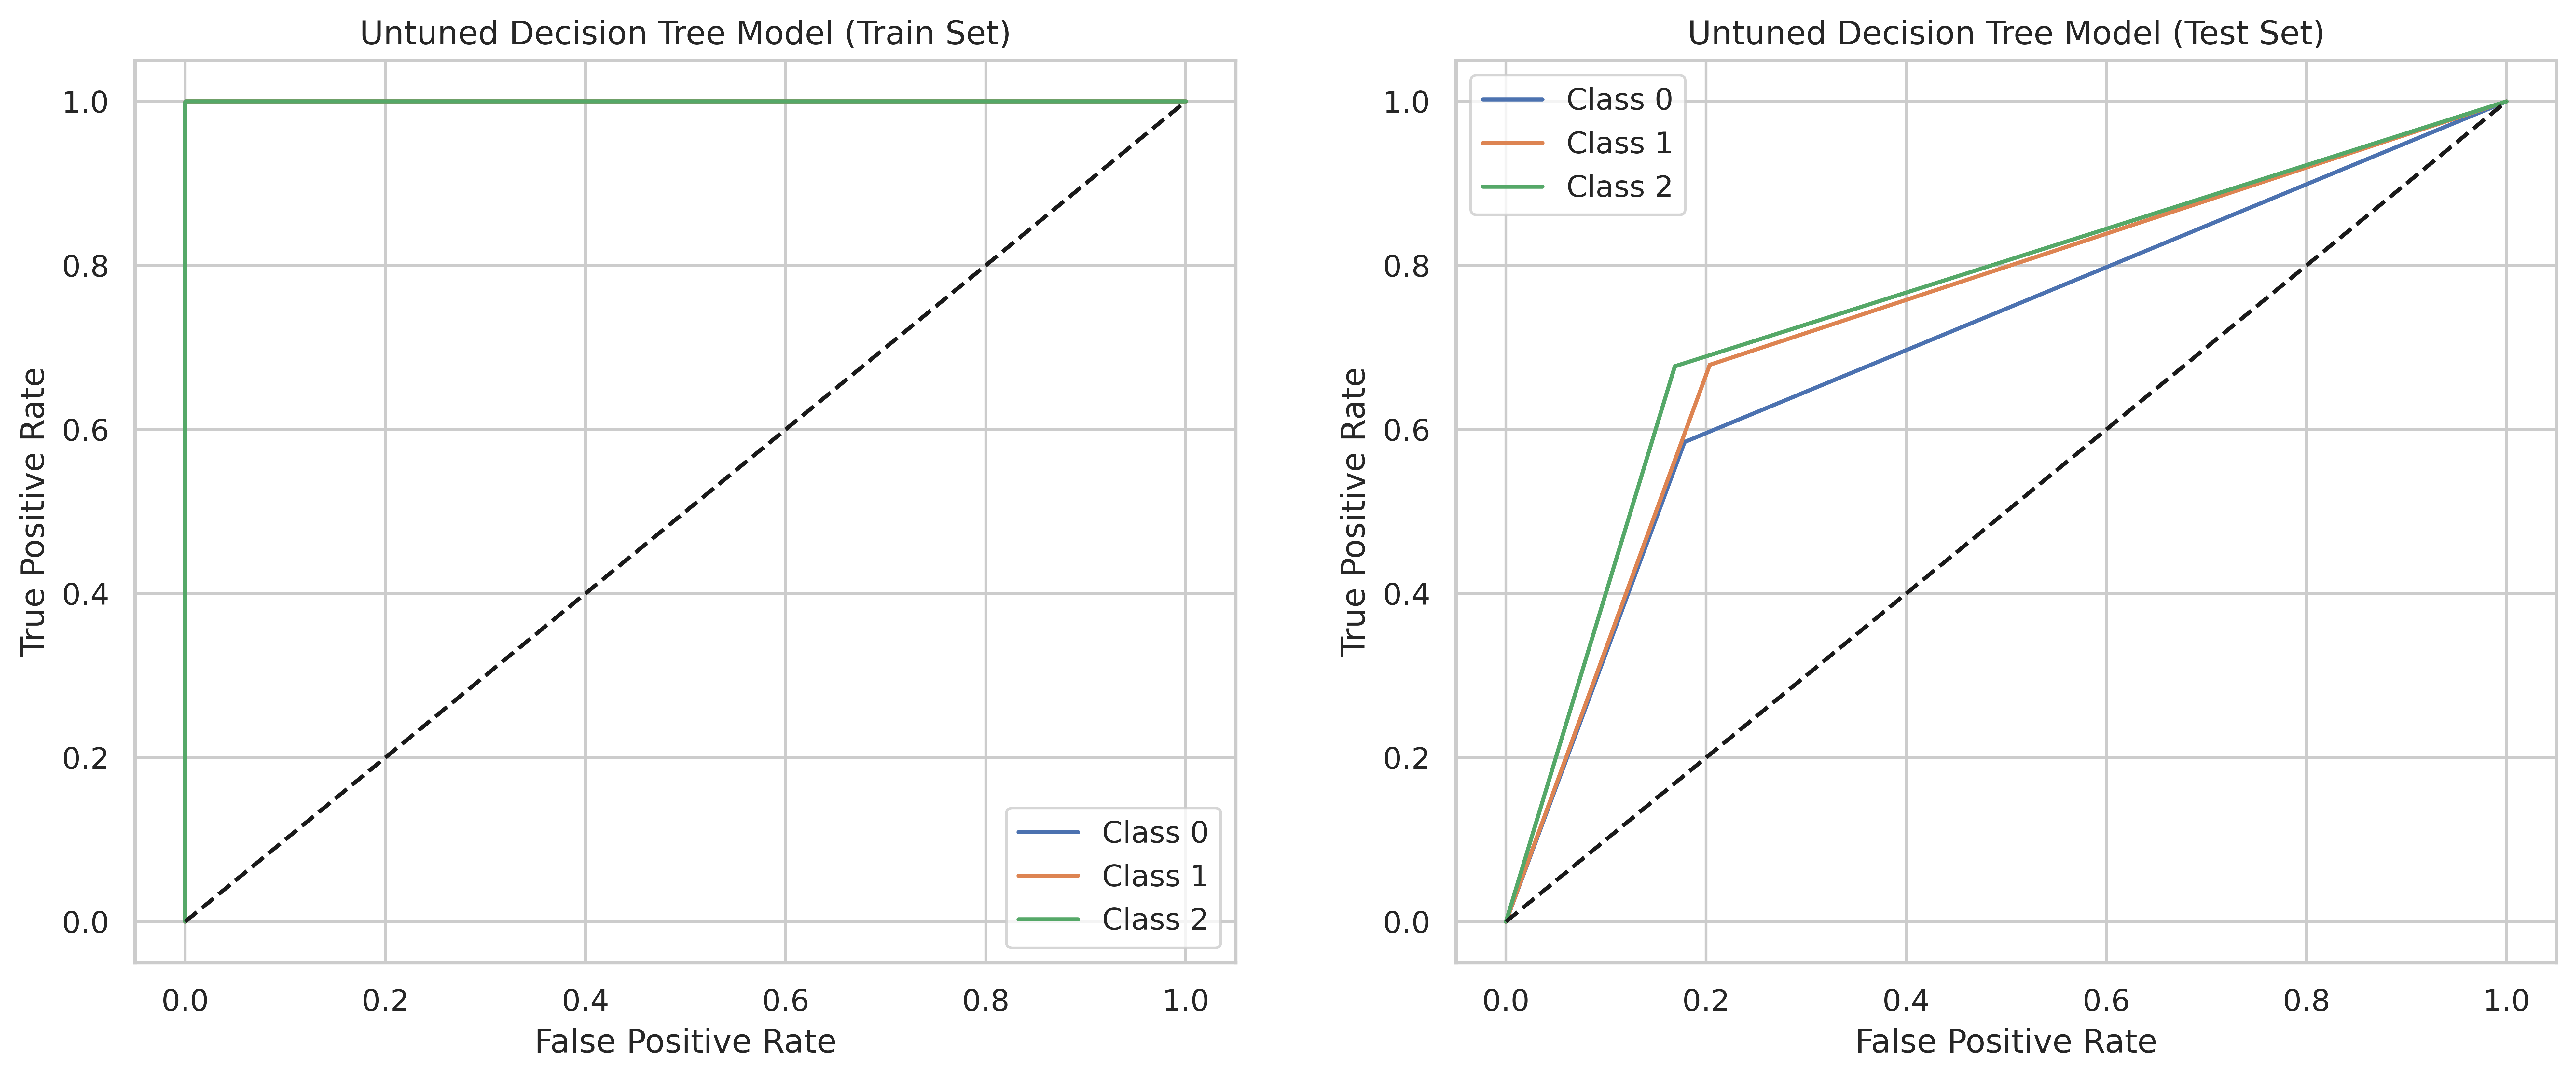 Untuned Decision Tree Model (Train Set)
1.0
0.8
0.6
0.4
0.2
0.0
True Positive Rate
Class 0
Class 1
Class 2
0.0 0.2 0.4 0.6 0.8 1.0
False Positive Rate
Untuned Decision Tree Model (Test Set)
Class 0
Class 1
Class 2
1.0
0.8
0.6
0.4
0.2
0.0
True Positive Rate
0.0 0.2 0.4 0.6 0.8 1.0
False Positive Rate